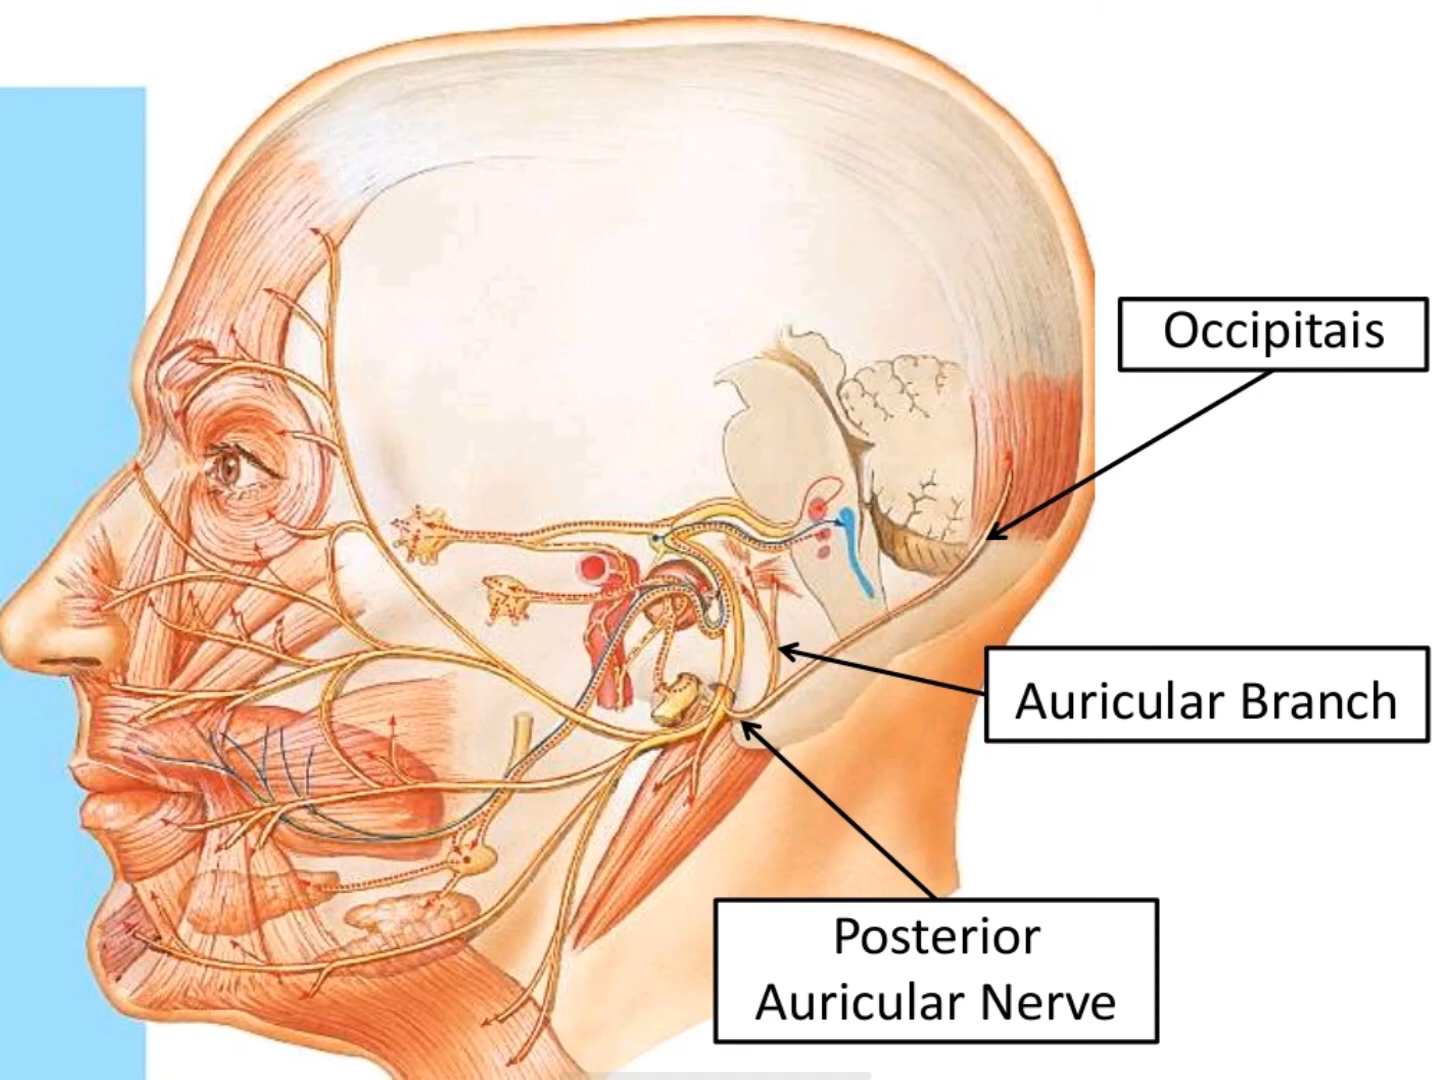 Occipitais
Auricular Branch
Posterior
Auricular Nerve